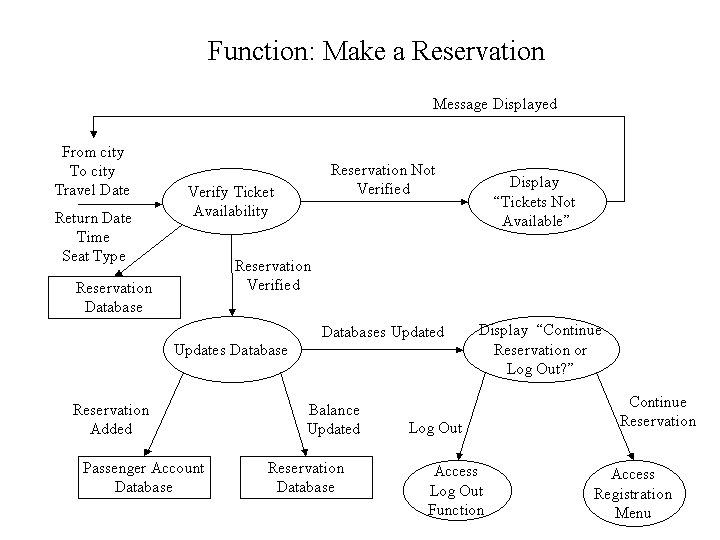 Function: Make a Reservation
Message Displayed
From city
To city
Travel Date
Return Date
Time
Seat Type
Verify Ticket
Availability
Reservation Not
Verified
Display
“Tickets Not
Available”
Reservation
Database
Reservation
Verified
Updates Database
Databases Updated
Display “Continue
Reservation or
Log Out?”
Reservation
Added
Balance
Updated
Log Out
Continue
Reservation
Passenger Account
Database
Reservation
Database
Access
Log Out
Function
Access
Registration
Menu